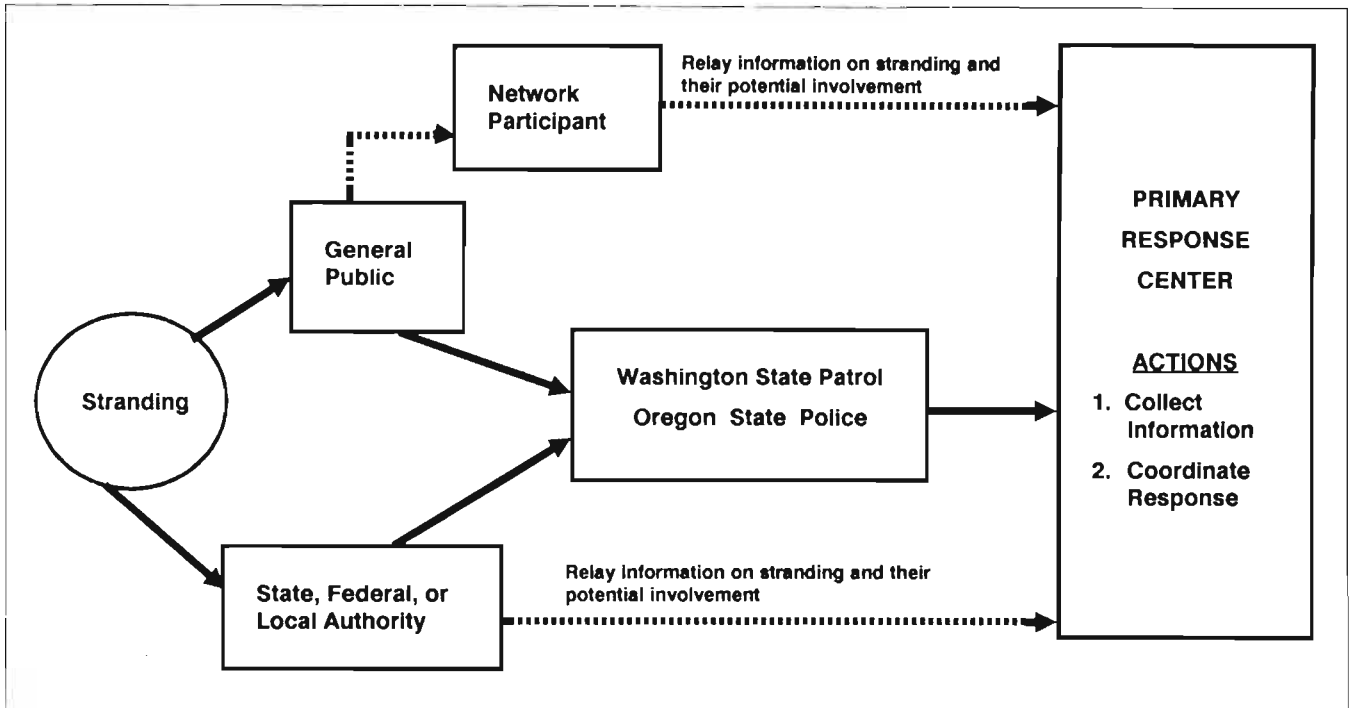 Relay information on stranding and
their potential involvement
Network
Participant
PRIMARY
RESPONSE
CENTER
ACTIONS
1. Collect
Information
2. Coordinate
Response
General
Public
Washington State Patrol
Oregon State Police
Stranding
State, Federal, or
Local Authority
Relay information on stranding and their
potential involvement